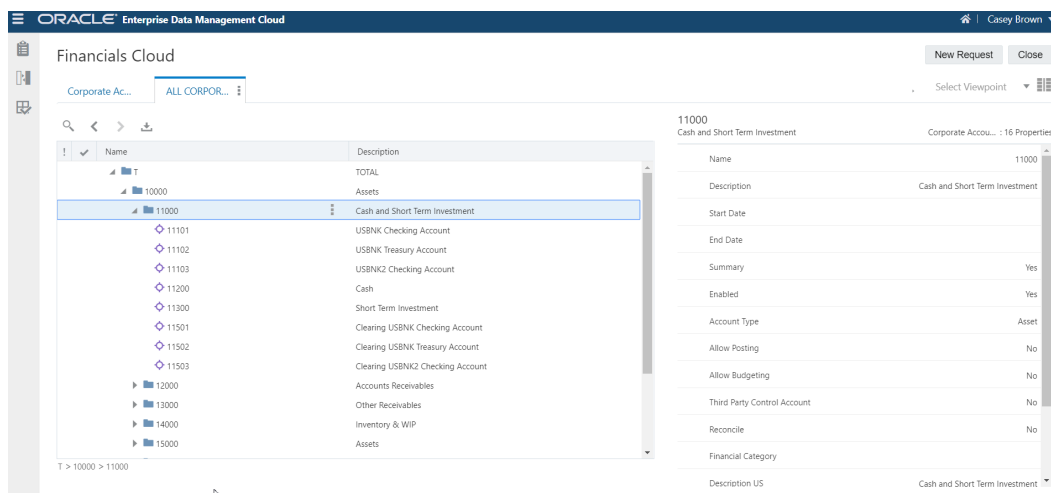 ORACLE® Enterprise Data Management Cloud
Casey Brown
Financials Cloud
New Request
Close
Corporate Ac...
ALL CORPOR...
Select Viewpoint
! Name Description
T TOTAL
10000 Assets
11000 Cash and Short Term Investment
11101 USBNK Checking Account
11102 USBNK Treasury Account
11103 USBNK2 Checking Account
11200 Cash
11300 Short Term Investment
11501 Clearing USBNK Checking Account
11502 Clearing USBNK Treasury Account
11503 Clearing USBNK2 Checking Account
12000 Accounts Receivables
13000 Other Receivables
14000 Inventory & WIP
15000 Assets
T > 10000 > 11000
11000
Cash and Short Term Investment Corporate Accou... : 16 Properties
Name 11000
Description Cash and Short Term Investment
Start Date
End Date
Summary Yes
Enabled Yes
Account Type Asset
Allow Posting No
Allow Budgeting No
Third Party Control Account No
Reconcile No
Financial Category
Description US Cash and Short Term Investment